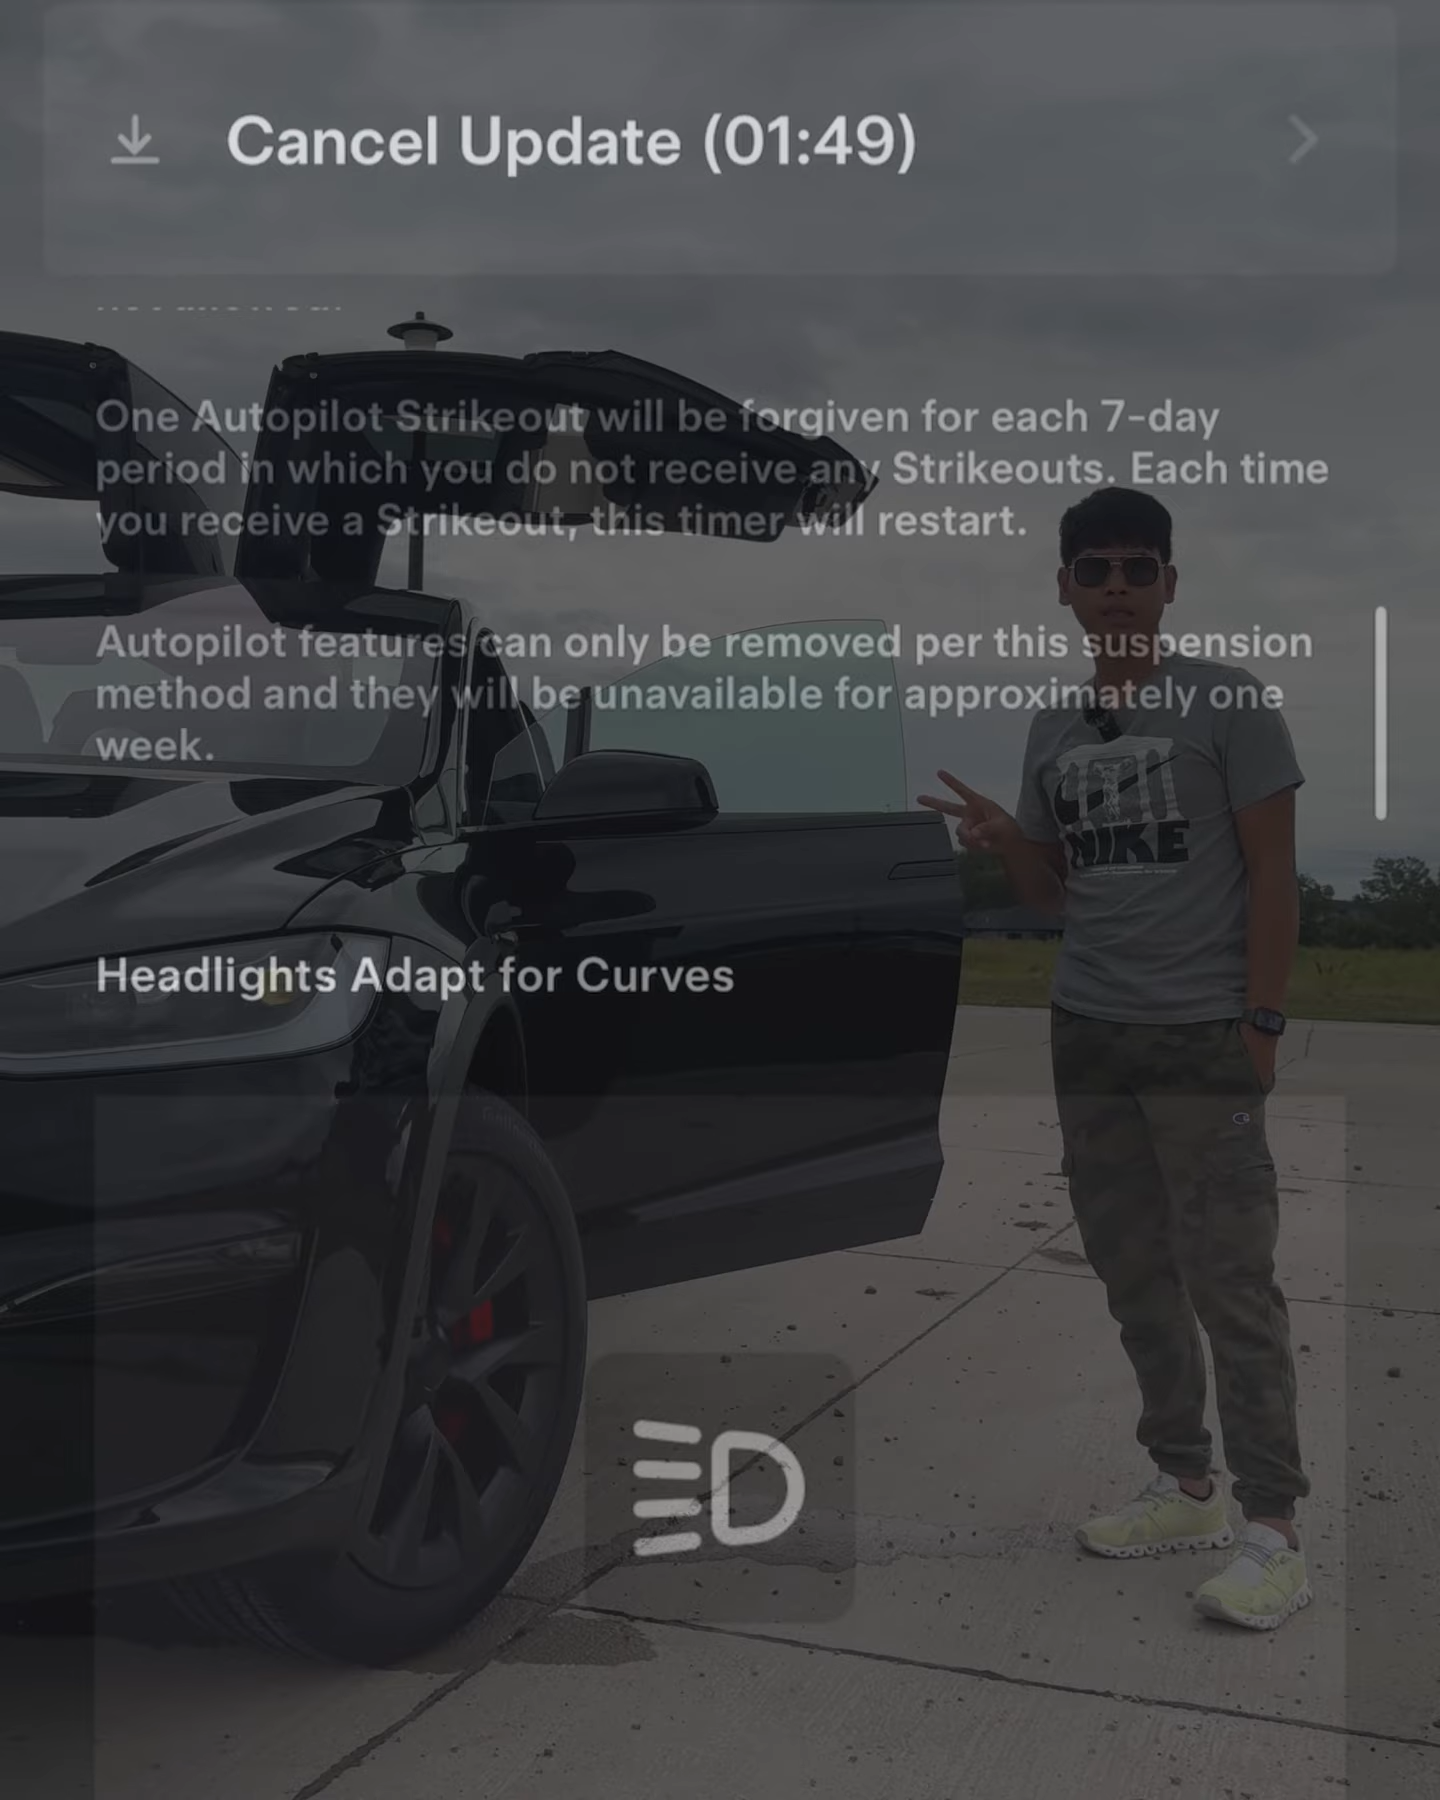 Cancel Update (01:49)
One Autopilot Strikeout will be forgiven for each 7-day
period in which you do not receive any Strikeouts. Each time
you receive a Strikeout, this timer will restart.
Autopilot features can only be removed per this suspension
method and they will be unavailable for approximately one
week.
NIKE
Headlights Adapt for Curves